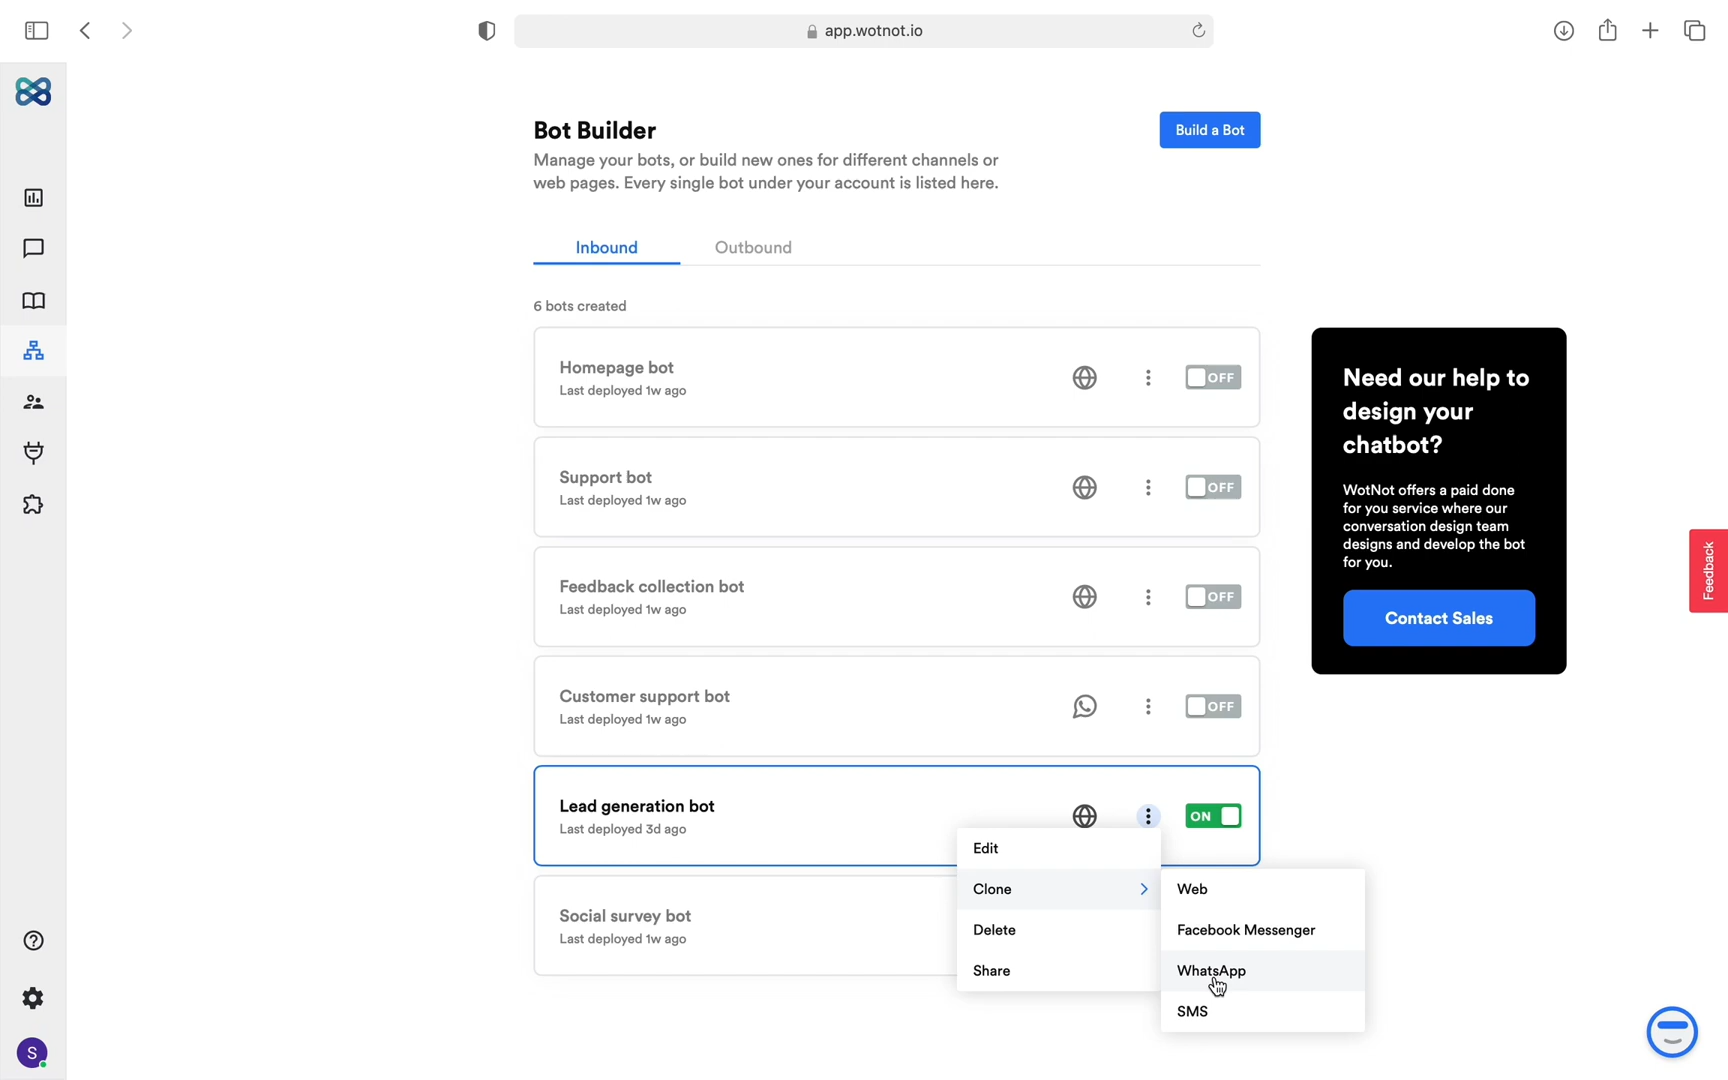 app.wotnot.io
Bot Builder
Build a Bot
Manage your bots, or build new ones for different channels or
web pages. Every single bot under your account is listed here.
Inbound
Outbound
6 bots created
Homepage bot
Last deployed 1w ago
OFF
Support bot
Last deployed 1w ago
OFF
Feedback collection bot
Last deployed 1w ago
OFF
Customer support bot
Last deployed 1w ago
OFF
Lead generation bot
Last deployed 3d ago
ON
Social survey bot
Last deployed 1w ago
Edit
Clone
Delete
Share
Web
Facebook Messenger
WhatsApp
SMS
Need our help to
design your
chatbot?
WotNot offers a paid done
for you service where our
conversation design team
designs and develop the bot
for you.
Contact Sales
Feedback
S